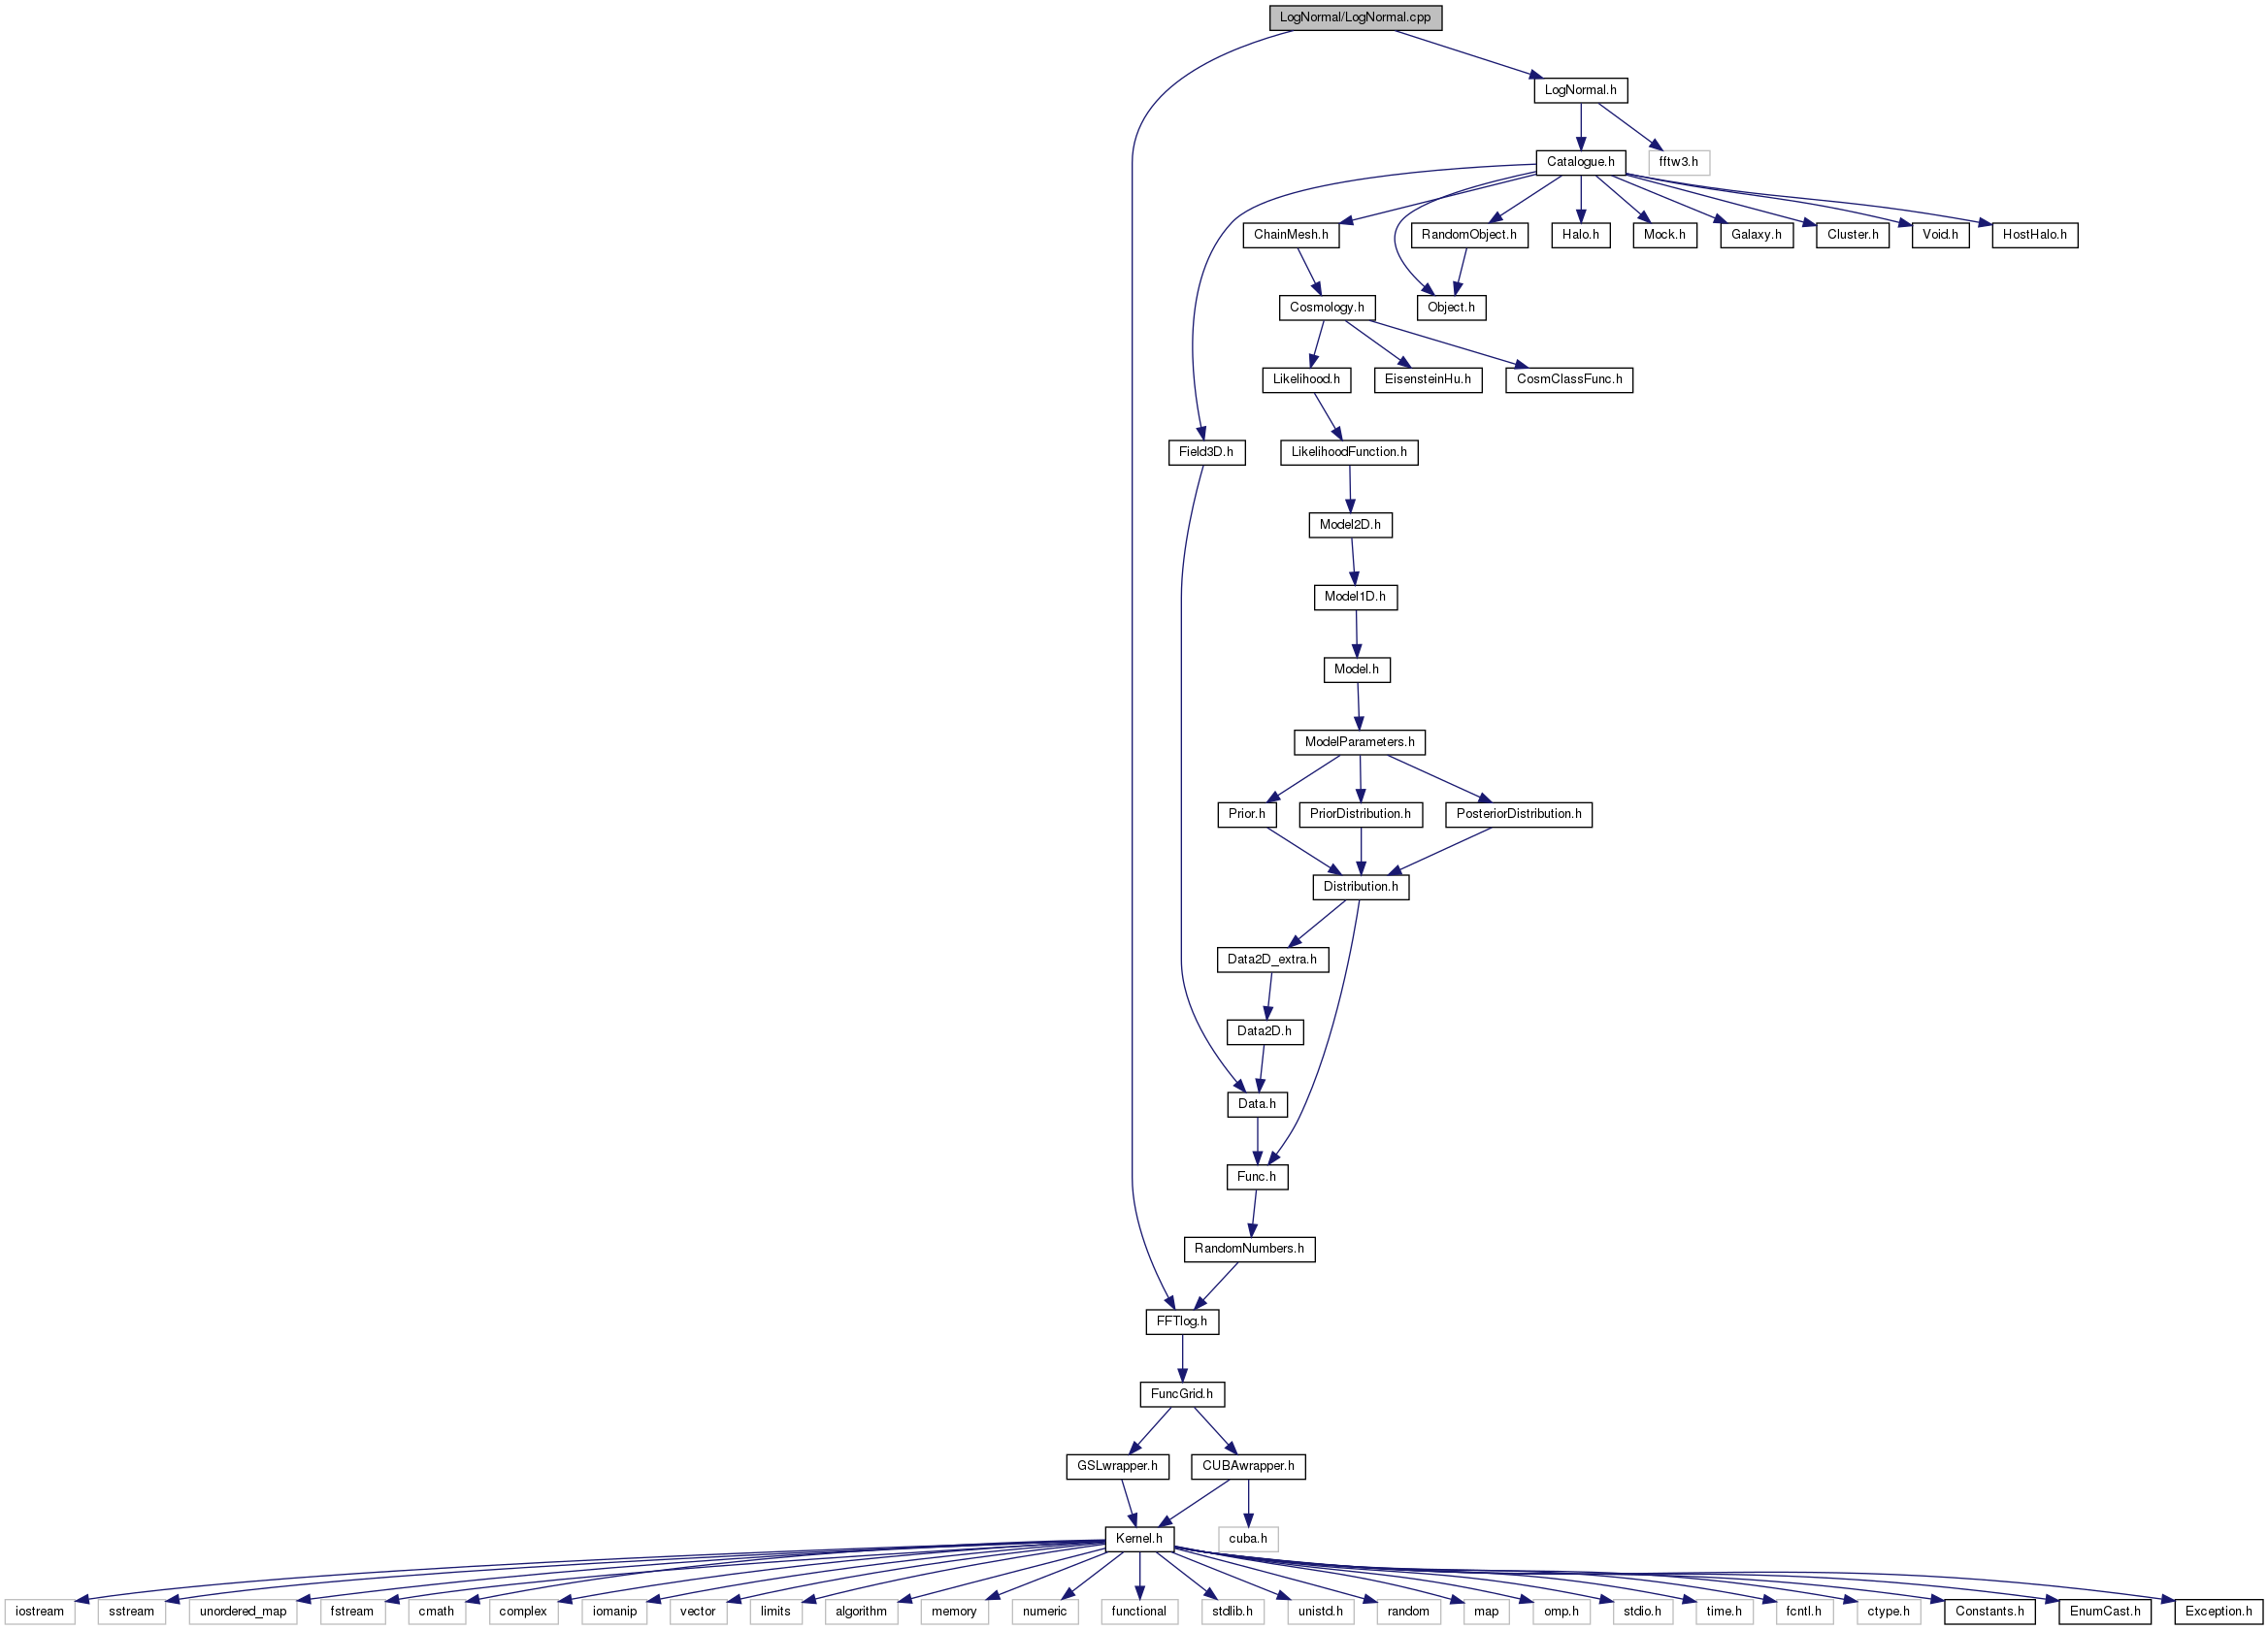 LogNormal/LogNormal.cpp
LogNormal.h
Catalogue.h
fftw3.h
ChainMesh.h
RandomObject.h
Halo.h
Mock.h
Galaxy.h
Cluster.h
Void.h
HostHalo.h
Cosmology.h
Object.h
Likelihood.h
EisensteinHu.h
CosmClassFunc.h
Field3D.h
LikelihoodFunction.h
Model2D.h
Model1D.h
Model.h
ModelParameters.h
Prior.h
PriorDistribution.h
PosteriorDistribution.h
Distribution.h
Data2D_extra.h
Data2D.h
Data.h
Func.h
RandomNumbers.h
FFTlog.h
FuncGrid.h
GSLwrapper.h
CUBAwrapper.h
Kernel.h
cuba.h
iostream
sstream
unordered_map
fstream
cmath
complex
iomanip
vector
limits
algorithm
memory
numeric
functional
stdlib.h
unistd.h
random
map
omp.h
stdio.h
time.h
fcntl.h
ctype.h
Constants.h
EnumCast.h
Exception.h